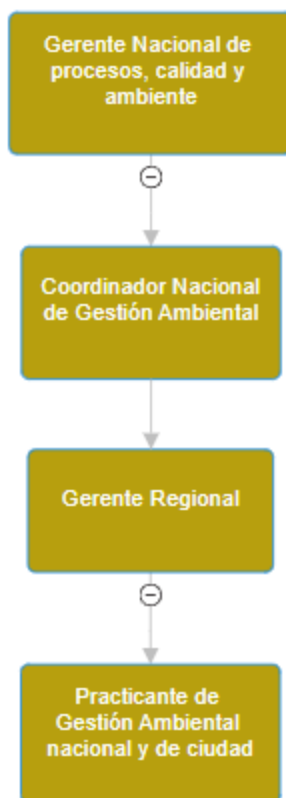 Gerente Nacional de
procesos, calidad y
ambiente
Coordinador Nacional
de Gestión Ambiental
Gerente Regional
Practicante de
Gestión Ambiental
nacional y de ciudad